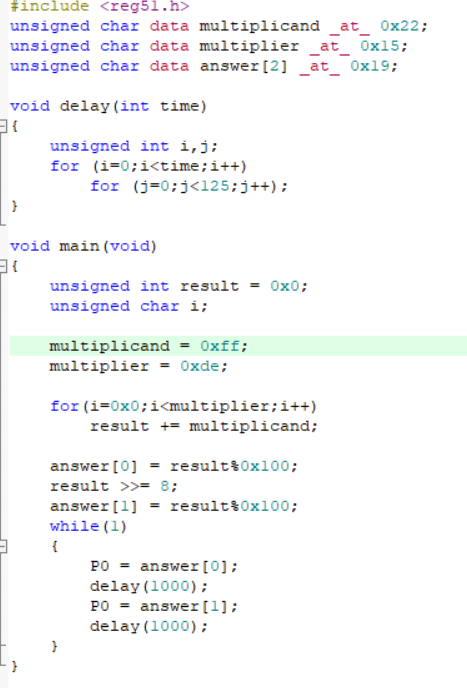 #include <reg51.h>
unsigned char data multiplicand _at_ 0x22;
unsigned char data multiplier _at_ 0x15;
unsigned char data answer[2] _at_ 0x19;

void delay(int time)
{
    unsigned int i,j;
    for (i=0;i<time;i++)
        for (j=0;j<125;j++);
}

void main(void)
{
    unsigned int result = 0x0;
    unsigned char i;

    multiplicand = 0xff;
    multiplier = 0xde;

    for(i=0x0;i<multiplier;i++)
        result += multiplicand;

    answer[0] = result%0x100;
    result >>= 8;
    answer[1] = result%0x100;
    while(1)
    {
        P0 = answer[0];
        delay(1000);
        P0 = answer[1];
        delay(1000);
    }
}